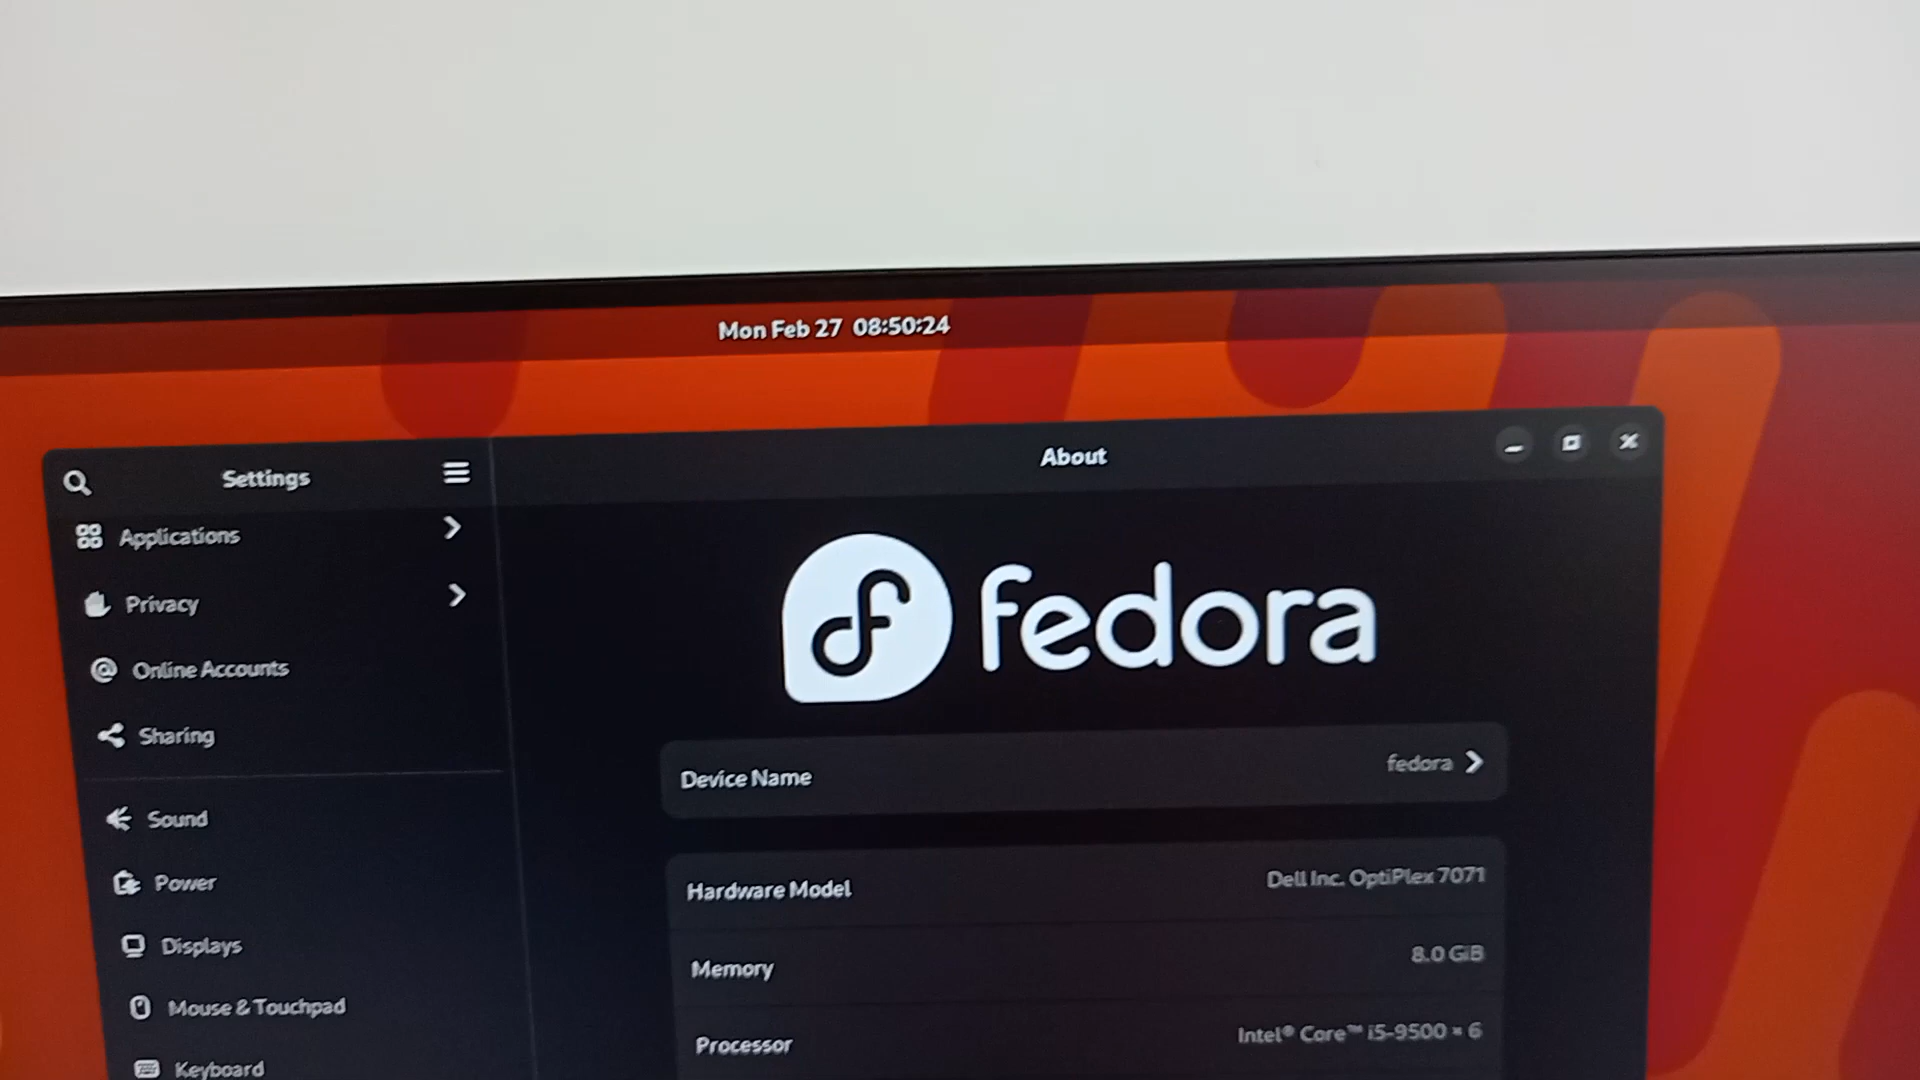 Mon Feb 27 08:50:24
Settings
About
Applications
Privacy
Online Accounts
Sharing
Sound
Power
Displays
Mouse & Touchpad
Keyboard
fedora
Device Name fedora
Hardware Model Dell Inc. OptiPlex 7071
Memory 8.0 GiB
Processor Intel® Core™ i5-9500 × 6